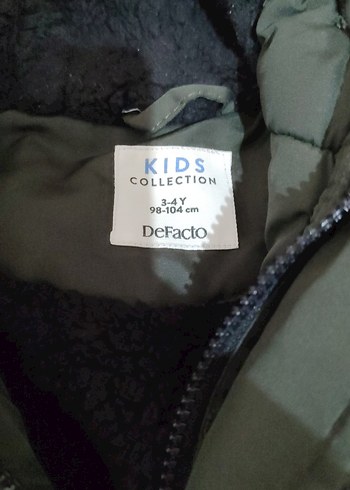 KIDS
COLLECTION
3-4 Y
98-104 cm
DeFacto